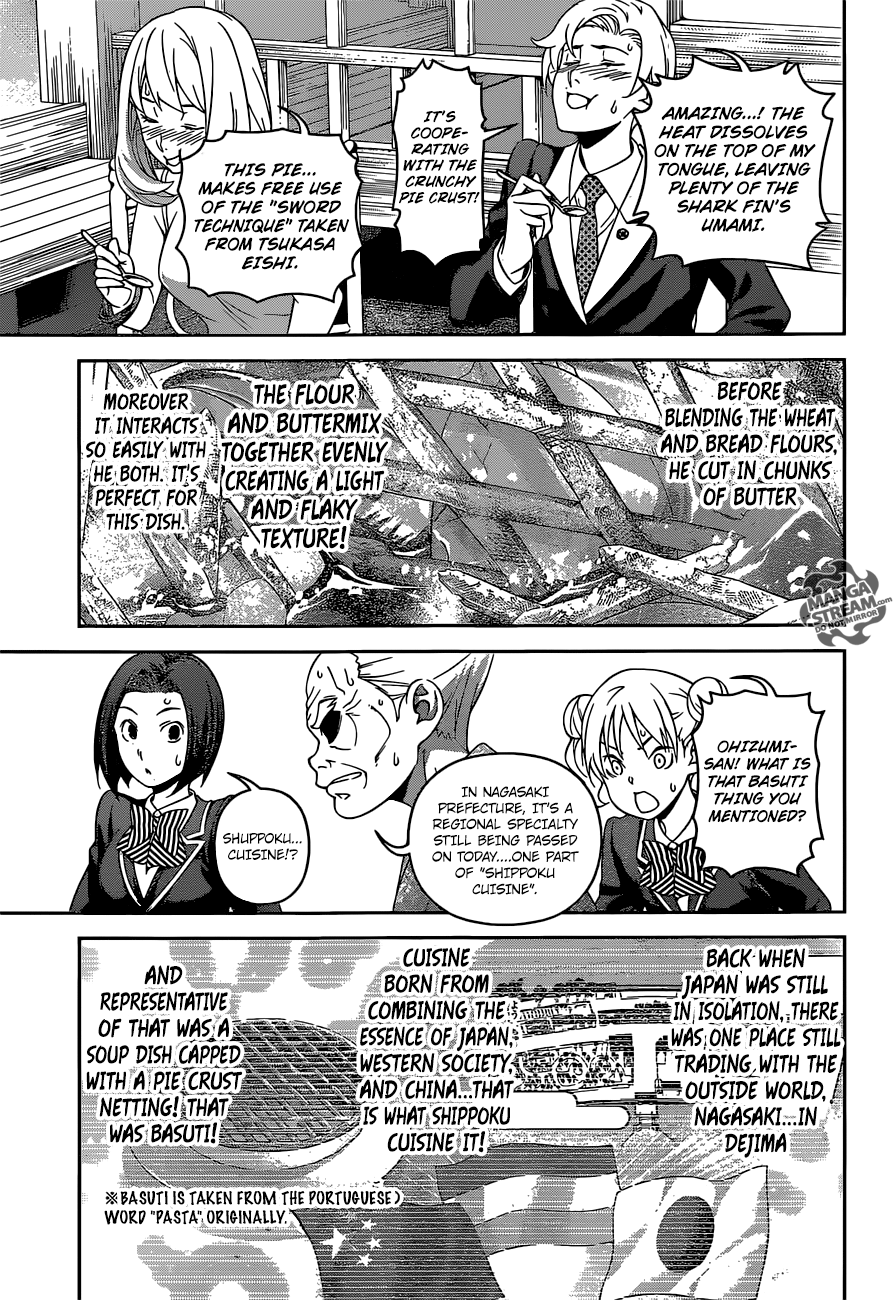 AMAZING...! THE
HEAT DISSOLVES
ON THE TOP OF MY
TONGUE, LEAVING
PLENTY OF THE
SHARK FIN'S
UMAMI.
IT'S
COOPE-
RATING
WITH THE
CRUNCHY
PIE CRUST!
THIS PIE...
MAKES FREE USE
OF THE "SWORD
TECHNIQUE" TAKEN
FROM TSUKASA
EISHI.
BEFORE
BLENDING THE WHEAT
AND BREAD FLOURS,
HE CUT IN CHUNKS
OF BUTTER
THE FLOUR
AND BUTTERMIX
TOGETHER EVENLY
CREATING A LIGHT
AND FLAKY
TEXTURE!
MOREOVER
IT INTERACTS
SO EASILY WITH
HE BOTH. IT'S
PERFECT FOR
THIS DISH.
MANGA
STREAM.com
DO NOT MIRROR
OHIZUMI-
SAN! WHAT IS
THAT BASUTI
THING YOU
MENTIONED?
IN NAGASAKI
PREFECTURE, IT'S A
REGIONAL SPECIALTY
STILL BEING PASSED
ON TODAY....ONE PART
OF "SHIPPOKU
CUISINE".
SHUPPOKU...
CUISINE!?
BACK WHEN
JAPAN WAS STILL
IN ISOLATION, THERE
WAS ONE PLACE STILL
TRADING WITH THE
OUTSIDE WORLD,
NAGASAKI...IN
DEJIMA
CUISINE
BORN FROM
COMBINING THE
ESSENCE OF JAPAN,
WESTERN SOCIETY.
AND CHINA...THAT
IS WHAT SHIPPOKU
CUISINE IT!
AND
REPRESENTATIVE
OF THAT WAS A
SOUP DISH CAPPED
WITH A PIE CRUST
NETTING! THAT
WAS BASUTI!
※BASUTI IS TAKEN FROM THE PORTUGUESE)
WORD "PASTA" ORIGINALLY.